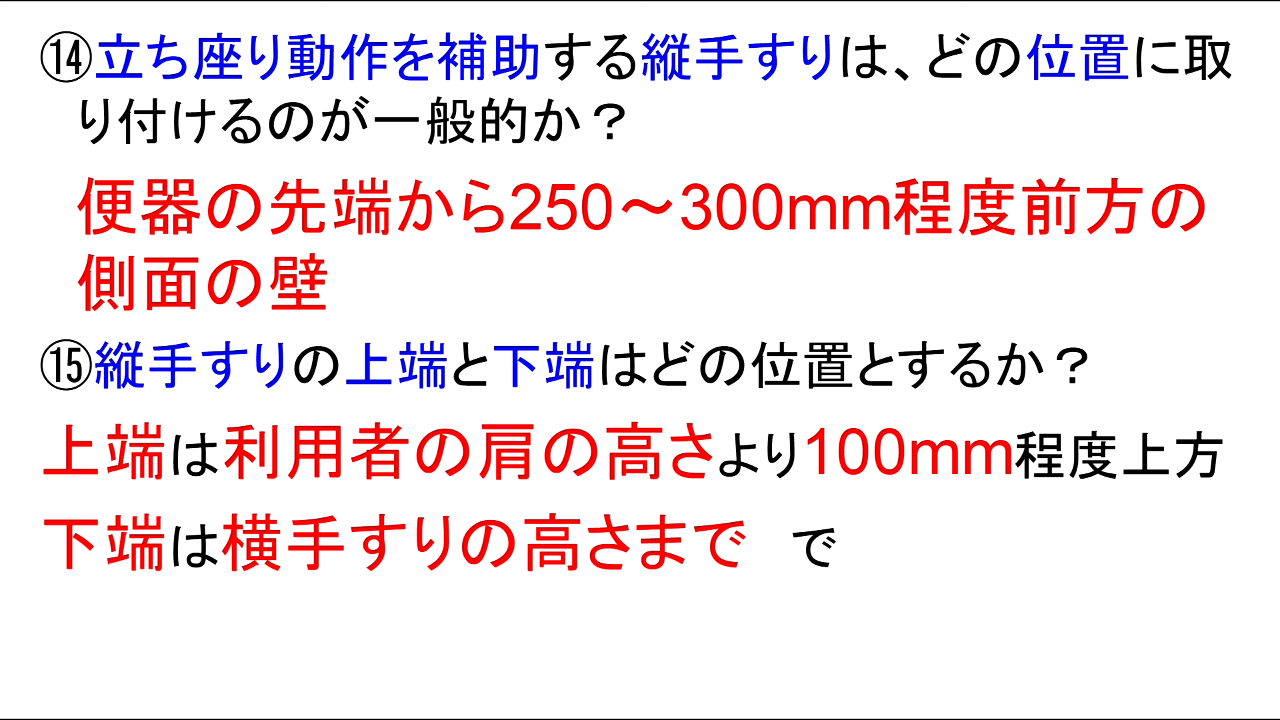 ⑭立ち座り動作を補助する縦手すりは、どの位置に取
り付けるのが一般的か？
便器の先端から250～300mm程度前方の
側面の壁
⑮縦手すりの上端と下端はどの位置とするか？
上端は利用者の肩の高さより100mm程度上方
下端は横手すりの高さまで　で